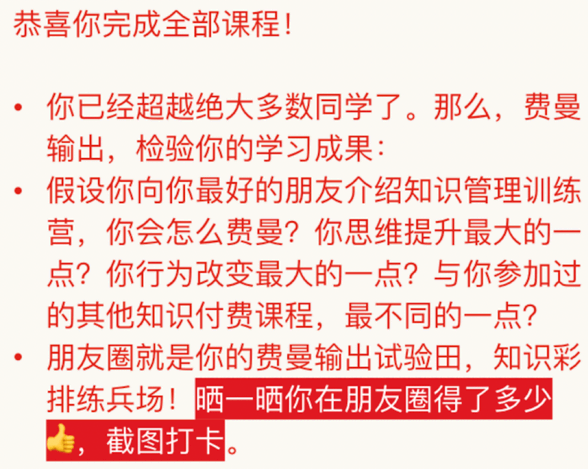 恭喜你完成全部课程！
• 你已经超越绝大多数同学了。那么，费曼
输出，检验你的学习成果：
• 假设你向你最好的朋友介绍知识管理训练
营，你会怎么费曼？你思维提升最大的一
点？你行为改变最大的一点？与你参加过
的其他知识付费课程，最不同的一点？
• 朋友圈就是你的费曼输出试验田，知识彩
排练兵场！晒一晒你在朋友圈得了多少
👍，截图打卡。